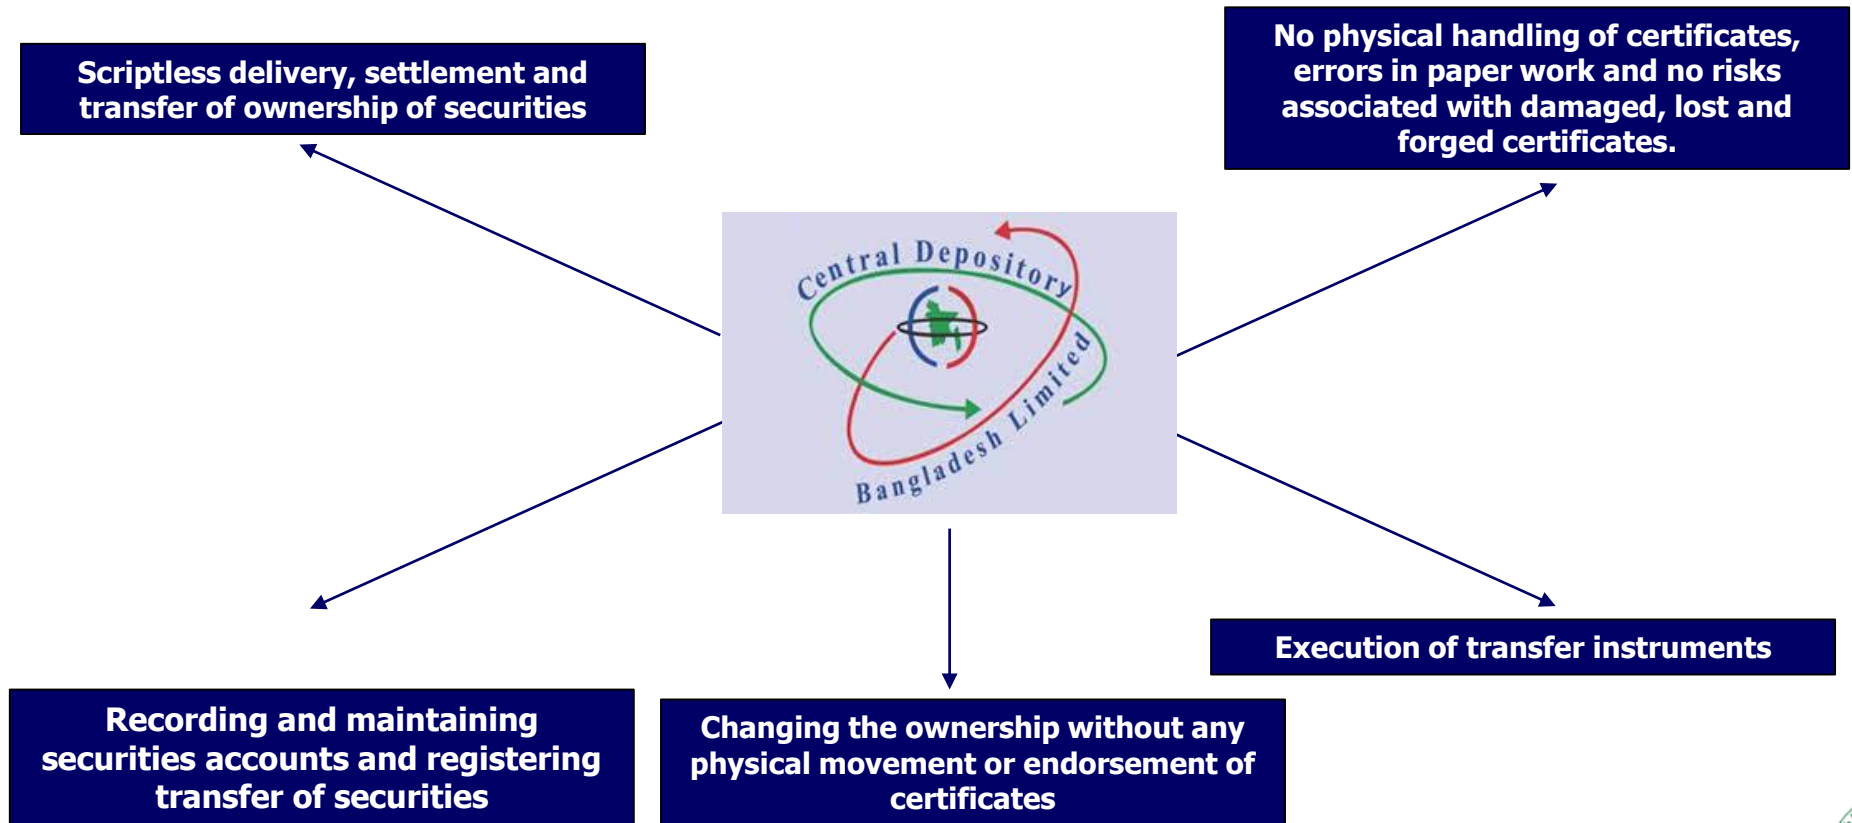 Scriptless delivery, settlement and
transfer of ownership of securities
No physical handling of certificates,
errors in paper work and no risks
associated with damaged, lost and
forged certificates.
Central Depository
Bangladesh Limited
Execution of transfer instruments
Recording and maintaining
securities accounts and registering
transfer of securities
Changing the ownership without any
physical movement or endorsement of
certificates